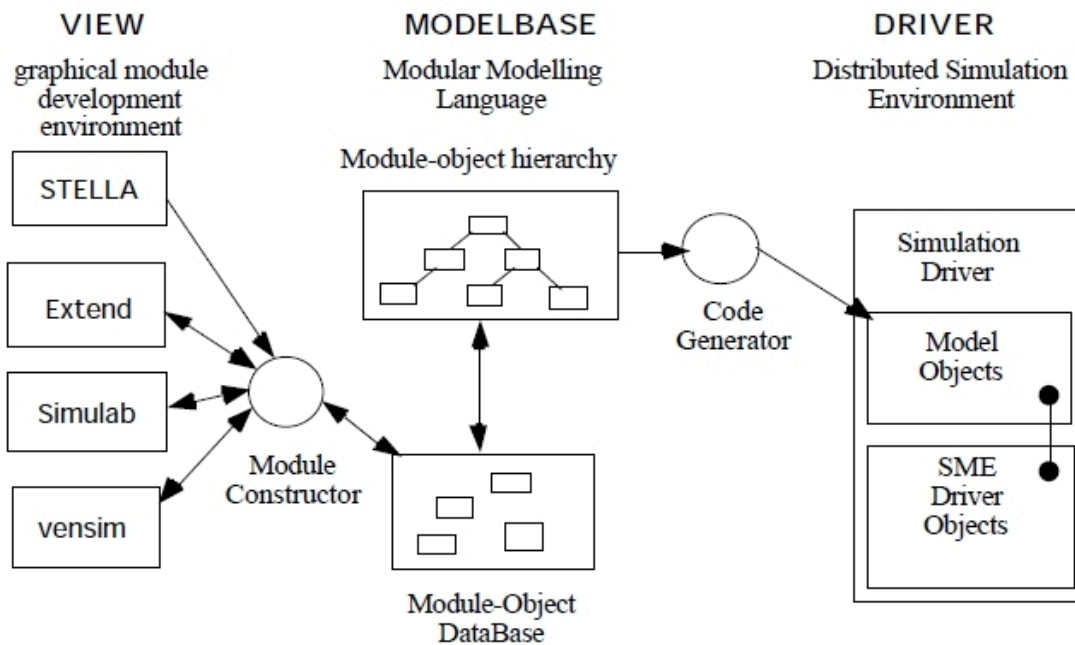 VIEW
graphical module
development
environment
STELLA
Extend
Simulab
vensim
Module
Constructor
MODELBASE
Modular Modelling
Language
Module-object hierarchy
Module-Object
DataBase
Code
Generator
DRIVER
Distributed Simulation
Environment
Simulation
Driver
Model
Objects
SME
Driver
Objects